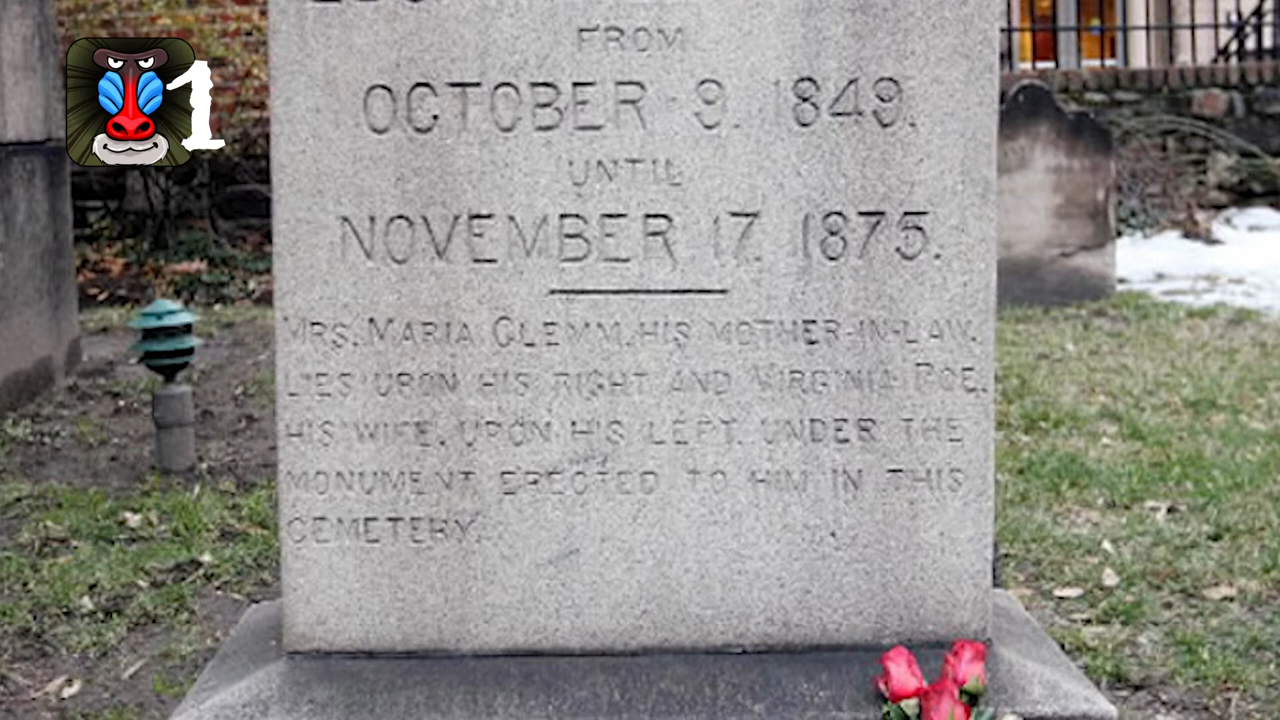 FROM
OCTOBER 9. 1849.
UNTIL
NOVEMBER 17. 1875.
MRS. MARIA CLEMM, HIS MOTHER-IN-LAW,
LIES UPON HIS RIGHT AND VIRGINIA POE,
HIS WIFE, UPON HIS LEFT, UNDER THE
MONUMENT ERECTED TO HIM IN THIS
CEMETERY.
1